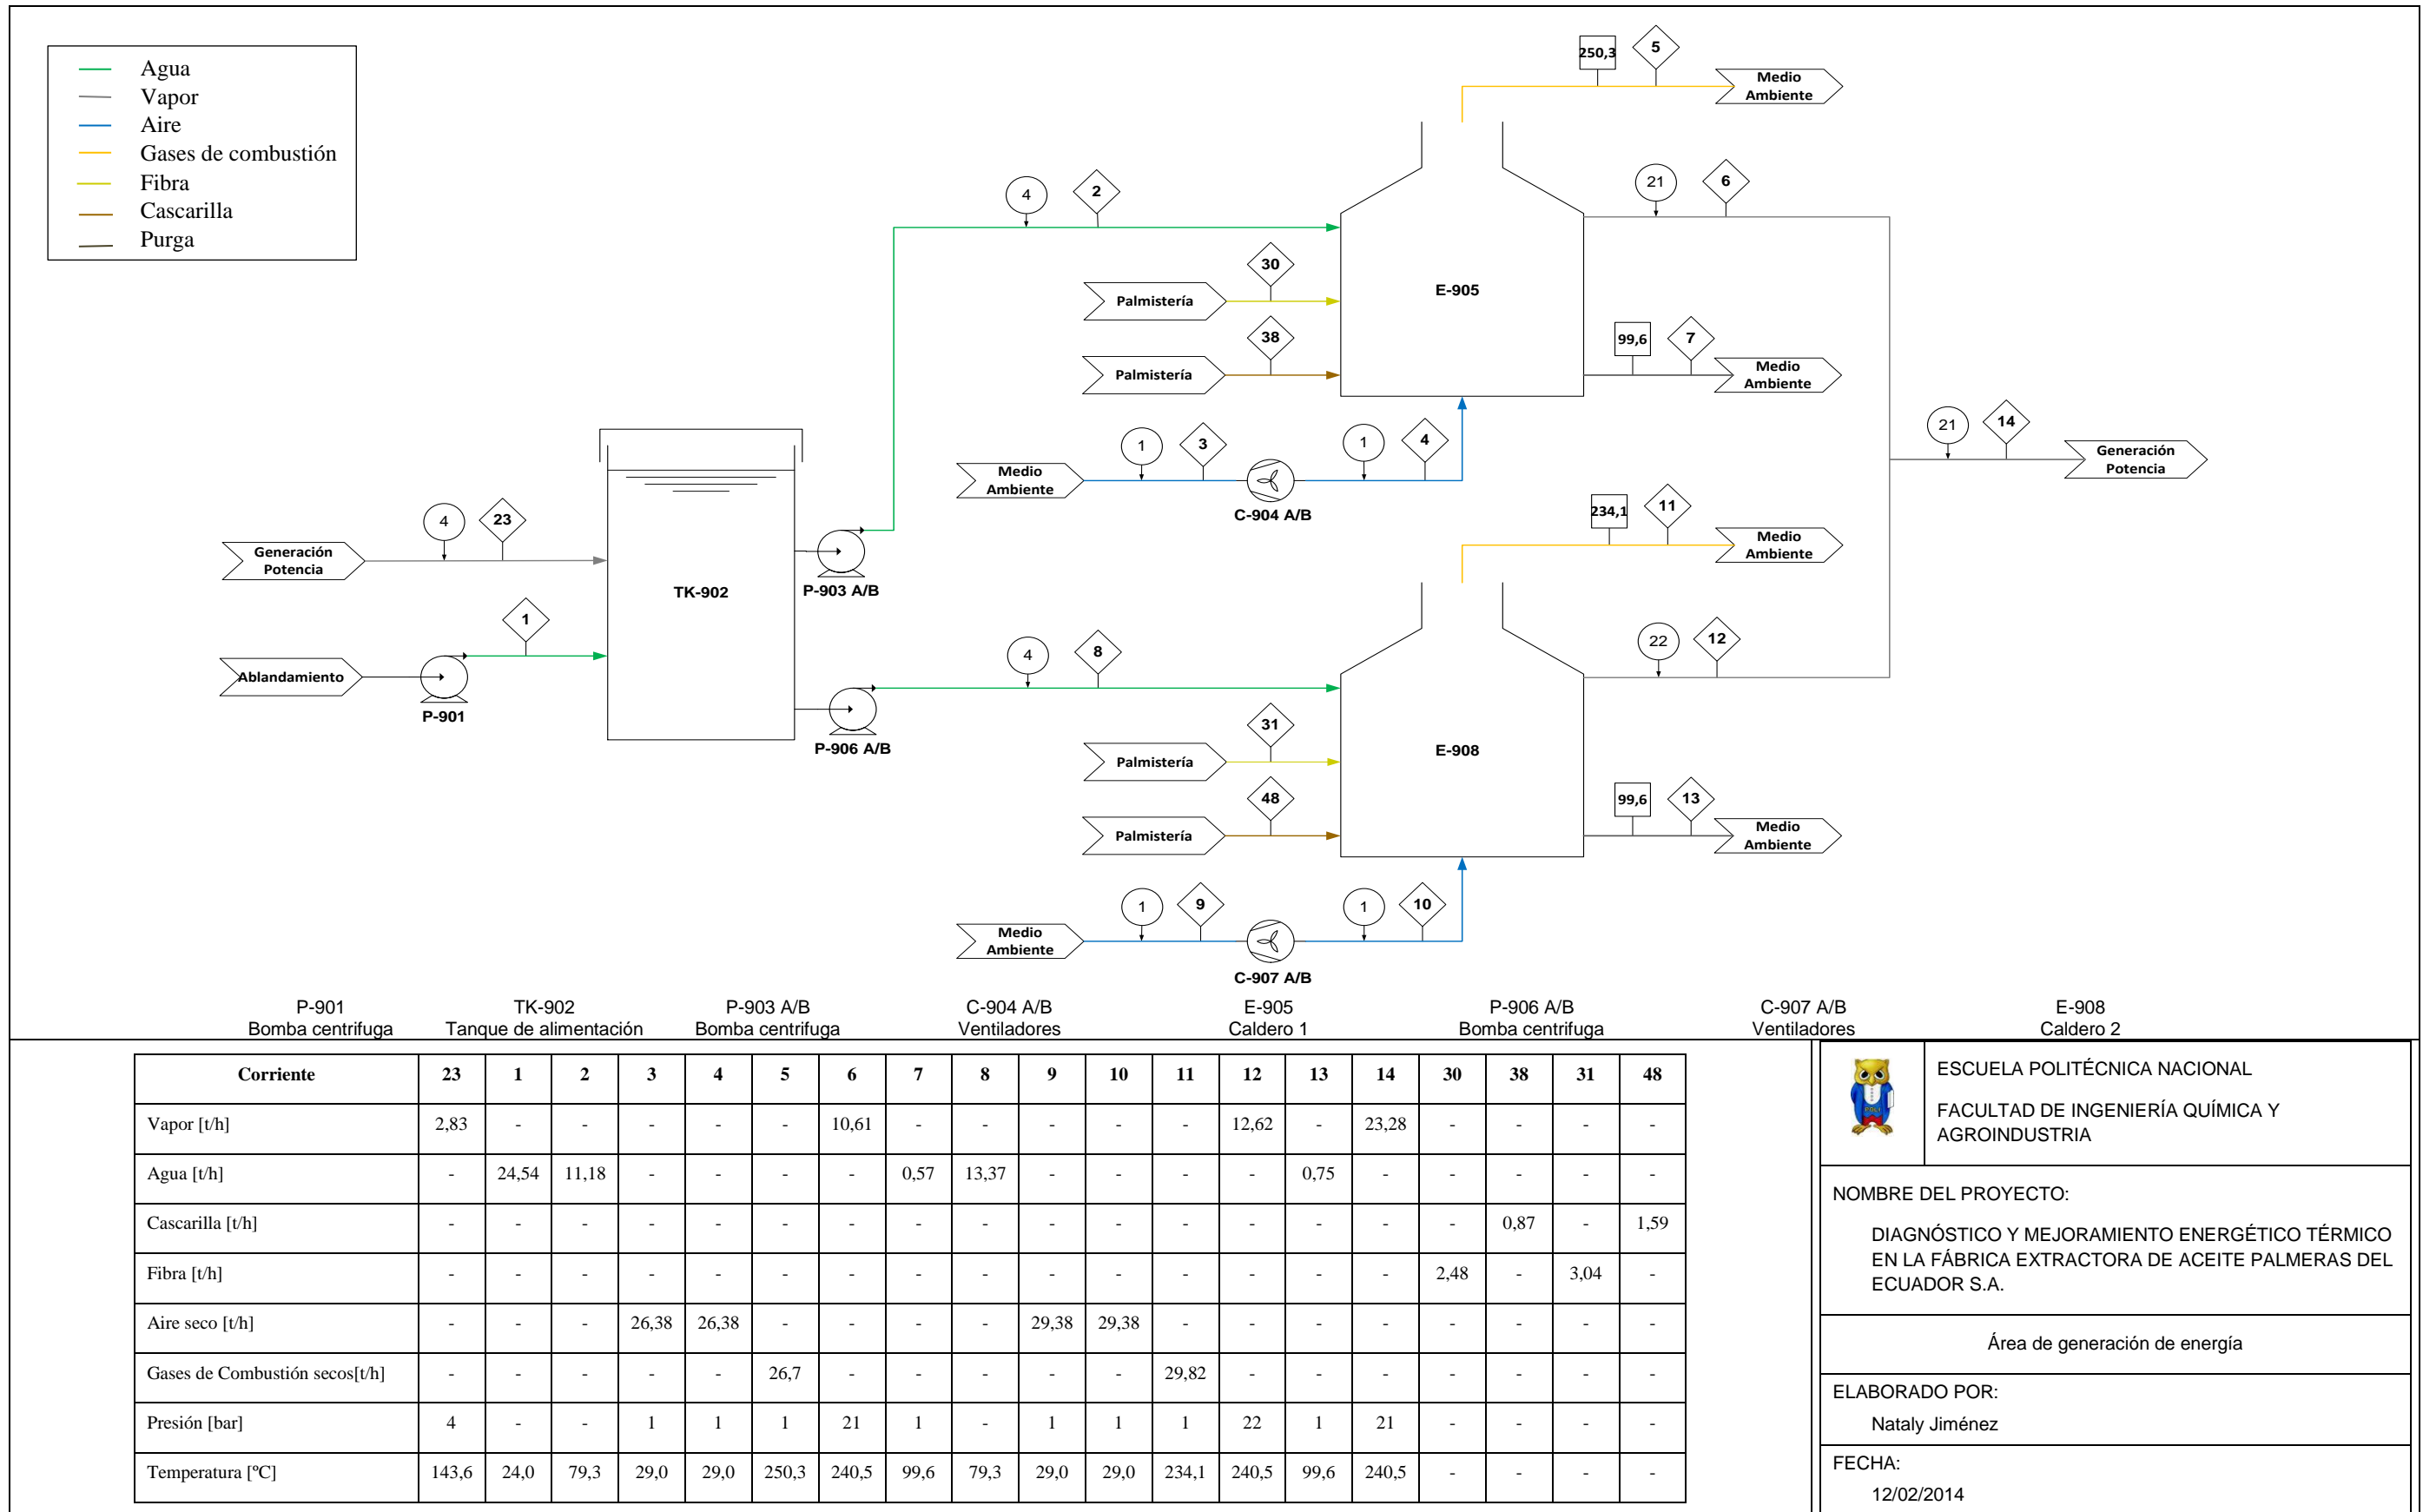 Agua
Vapor
Aire
Gases de combustión
Fibra
Cascarilla
Purga
250,3
5
Medio
Ambiente
4
2
21
6
30
Palmistería
E-905
38
Palmistería
99,6
7
Medio
Ambiente
1
3
1
4
Medio
Ambiente
C-904 A/B
21
14
Generación
Potencia
4
23
Generación
Potencia
TK-902
P-903 A/B
234,1
11
Medio
Ambiente
1
Ablandamiento
P-901
P-906 A/B
4
8
22
12
31
Palmistería
E-908
48
Palmistería
99,6
13
Medio
Ambiente
1
9
1
10
Medio
Ambiente
C-907 A/B
P-901 TK-902 P-903 A/B C-904 A/B E-905 P-906 A/B C-907 A/B E-908
Bomba centrifuga Tanque de alimentación Bomba centrifuga Ventiladores Caldero 1 Bomba centrifuga Ventiladores Caldero 2
Corriente 23 1 2 3 4 5 6 7 8 9 10 11 12 13 14 30 38 31 48
Vapor [t/h] 2,83 - - - - - 10,61 - - - - - 12,62 - 23,28 - - - -
Agua [t/h] - 24,54 11,18 - - - - 0,57 13,37 - - - - 0,75 - - - - -
Cascarilla [t/h] - - - - - - - - - - - - - - - - 0,87 - 1,59
Fibra [t/h] - - - - - - - - - - - - - - - 2,48 - 3,04 -
Aire seco [t/h] - - - 26,38 26,38 - - - - 29,38 29,38 - - - - - - - -
Gases de Combustión secos[t/h] - - - - - 26,7 - - - - - 29,82 - - - - - - -
Presión [bar] 4 - - 1 1 1 21 1 - 1 1 1 22 1 21 - - - -
Temperatura [ºC] 143,6 24,0 79,3 29,0 29,0 250,3 240,5 99,6 79,3 29,0 29,0 234,1 240,5 99,6 240,5 - - - -
POLI
ESCUELA POLITÉCNICA NACIONAL
FACULTAD DE INGENIERÍA QUÍMICA Y
AGROINDUSTRIA
NOMBRE DEL PROYECTO:
DIAGNÓSTICO Y MEJORAMIENTO ENERGÉTICO TÉRMICO
EN LA FÁBRICA EXTRACTORA DE ACEITE PALMERAS DEL
ECUADOR S.A.
Área de generación de energía
ELABORADO POR:
Nataly Jiménez
FECHA:
12/02/2014